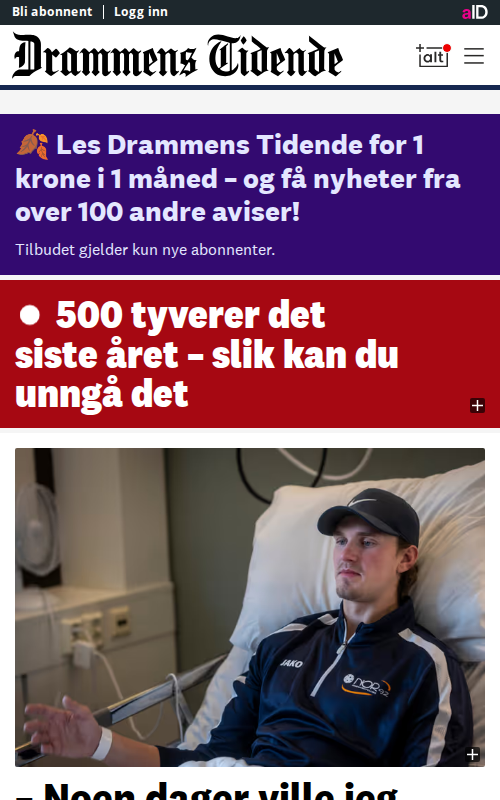 Bli abonnent | Logg inn
aID
Drammens Tidende
+alt
🍂 Les Drammens Tidende for 1
krone i 1 måned – og få nyheter fra
over 100 andre aviser!
Tilbudet gjelder kun nye abonnenter.
500 tyverer det
siste året – slik kan du
unngå det
JAKO
– Noen dager ville jeg